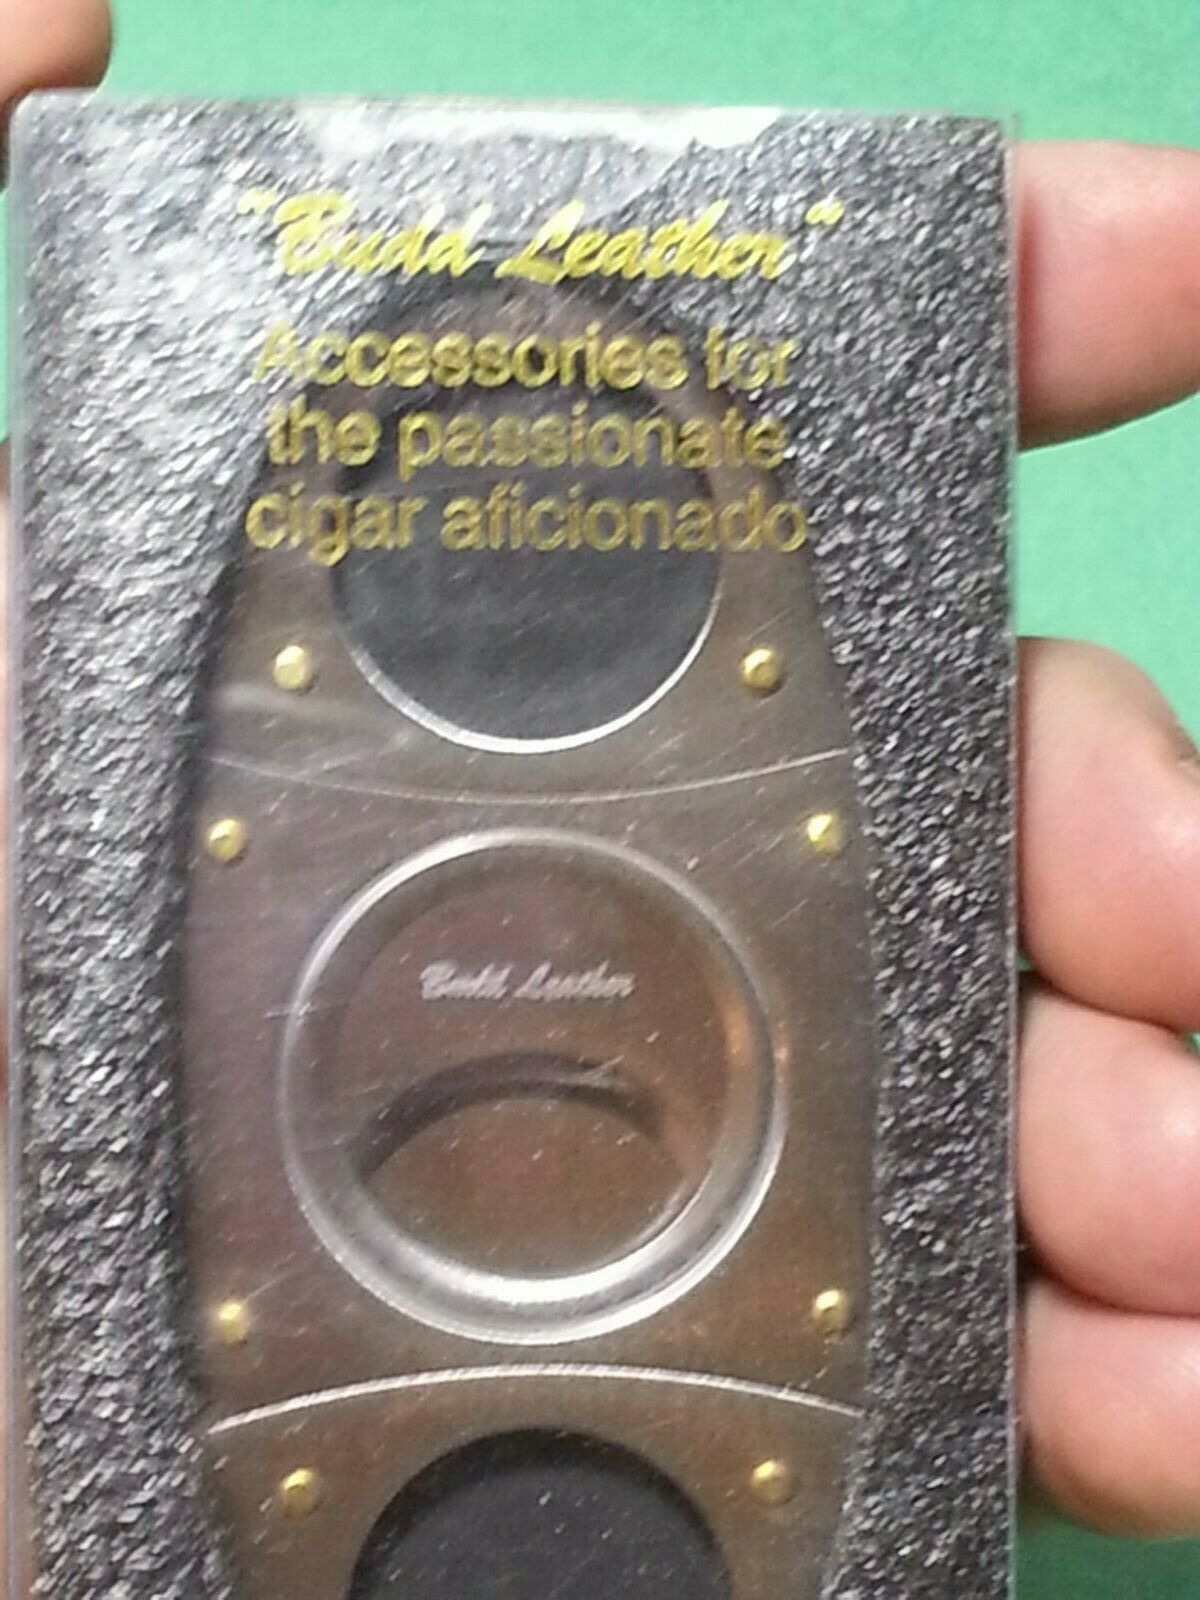 "Budd Leather"
Accessories for
the passionate
cigar aficionado
Budd Leather